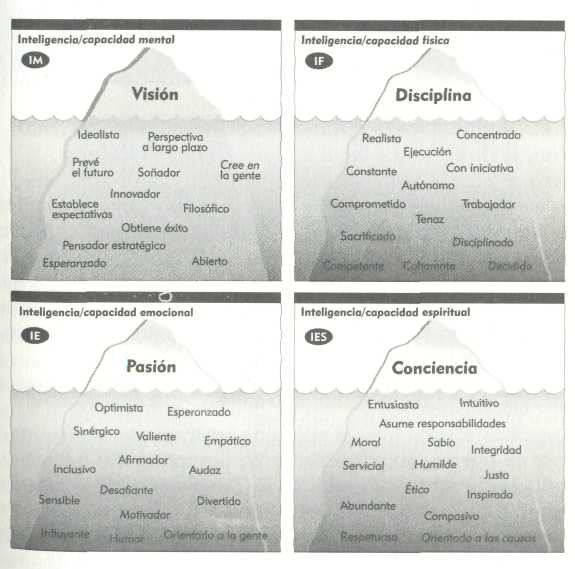 Inteligencia/capacidad mental
IM
Visión
Idealista
Perspectiva
a largo plazo
Prevé
el futuro
Soñador
Cree en
la gente
Innovador
Establece
expectativas
Filosófico
Obtiene éxito
Pensador estratégico
Esperanzado
Abierto
Inteligencia/capacidad física
IF
Disciplina
Realista
Concentrado
Ejecución
Constante
Con iniciativa
Autónomo
Comprometido
Trabajador
Tenaz
Sacrificado
Disciplinado
Competente
Coherente
Decidido
Inteligencia/capacidad emocional
IE
Pasión
Optimista
Esperanzado
Sinérgico
Valiente
Empático
Afirmador
Inclusivo
Audaz
Desafiante
Sensible
Divertido
Motivador
Influyente
Humor
Orientado a la gente
Inteligencia/capacidad espiritual
IES
Conciencia
Entusiasta
Intuitivo
Asume responsabilidades
Moral
Sabio
Integridad
Servicial
Humilde
Justo
Ético
Inspirado
Abundante
Compasivo
Respetuoso
Orientado a las causas